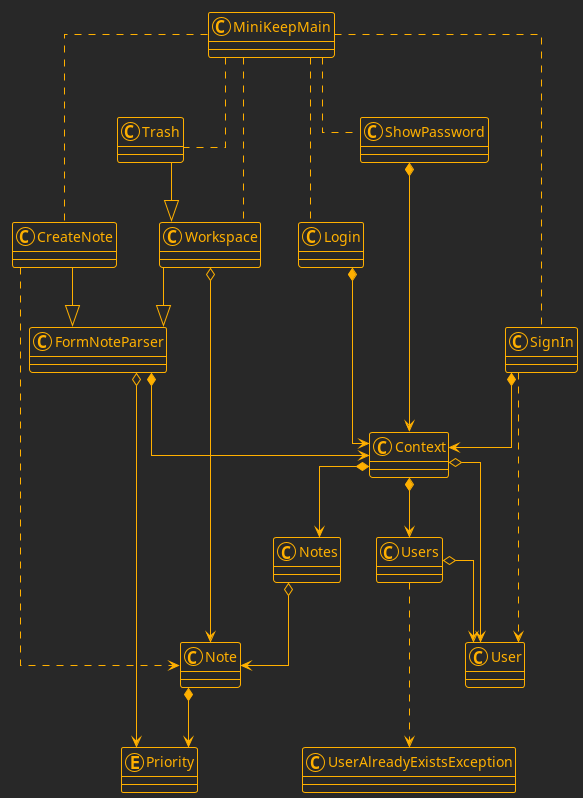 C MiniKeepMain
C Trash
C ShowPassword
C CreateNote
C Workspace
C Login
C FormNoteParser
C SignIn
C Context
C Notes
C Users
C Note
C User
E Priority
C UserAlreadyExistsException